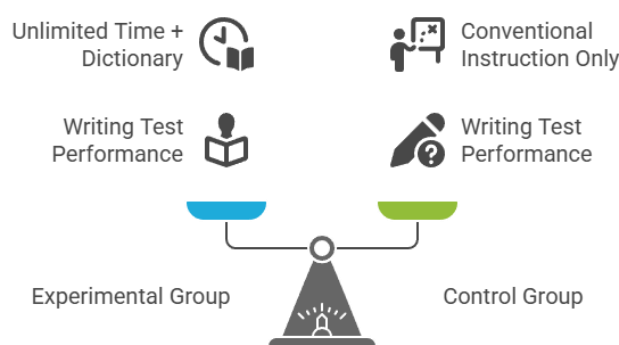 Unlimited Time +
Dictionary
Conventional
Instruction Only
Writing Test
Performance
Writing Test
Performance
Experimental Group
Control Group